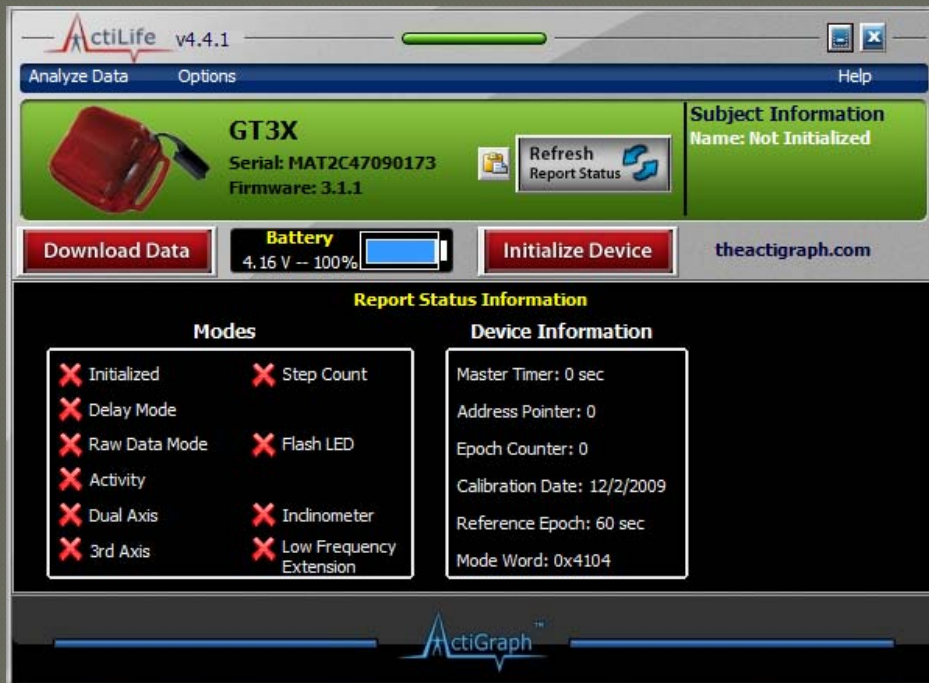 ActiLife v4.4.1
Analyze Data Options Help
GT3X
Serial: MAT2C47090173
Firmware: 3.1.1
Refresh
Report Status
Subject Information
Name: Not Initialized
Download Data
Battery
4.16 V -- 100%
Initialize Device
theactigraph.com
Report Status Information
Modes
Initialized
Step Count
Delay Mode
Raw Data Mode
Flash LED
Activity
Dual Axis
Inclinometer
3rd Axis
Low Frequency
Extension
Device Information
Master Timer: 0 sec
Address Pointer: 0
Epoch Counter: 0
Calibration Date: 12/2/2009
Reference Epoch: 60 sec
Mode Word: 0x4104
ActiGraph™